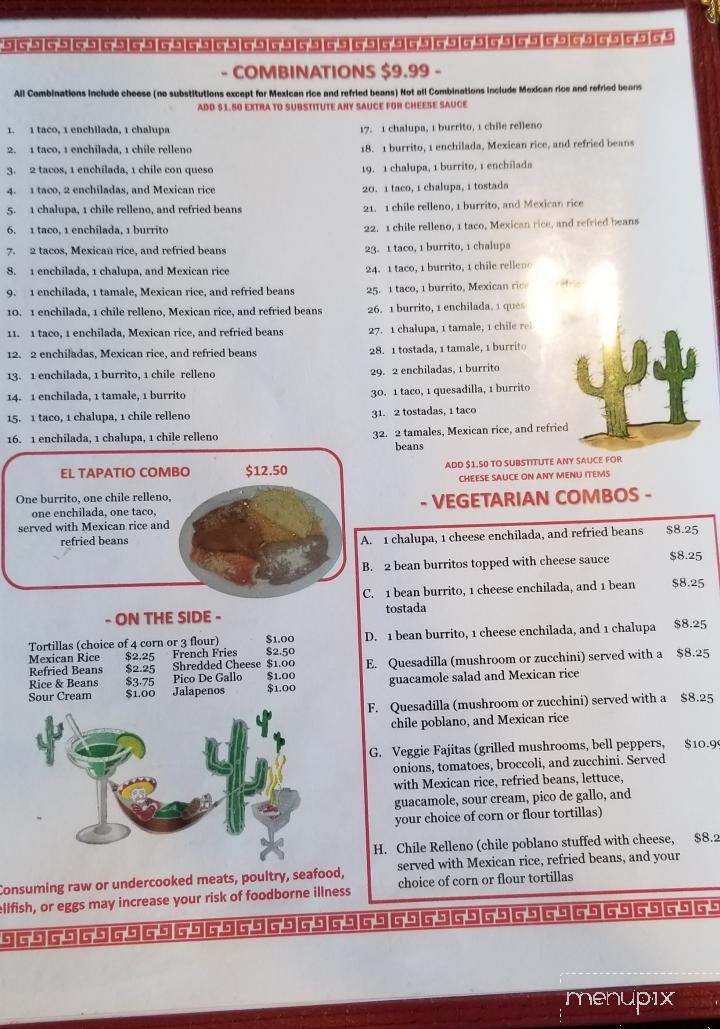 - COMBINATIONS $9.99 -
All Combinations include cheese (no substitutions except for Mexican rice and refried beans) Not all Combinations include Mexican rice and refried beans
ADD $1.50 EXTRA TO SUBSTITUTE ANY SAUCE FOR CHEESE SAUCE
1. 1 taco, 1 enchilada, 1 chalupa
2. 1 taco, 1 enchilada, 1 chile relleno
3. 2 tacos, 1 enchilada, 1 chile con queso
4. 1 taco, 2 enchiladas, and Mexican rice
5. 1 chalupa, 1 chile relleno, and refried beans
6. 1 taco, 1 enchilada, 1 burrito
7. 2 tacos, Mexican rice, and refried beans
8. 1 enchilada, 1 chalupa, and Mexican rice
9. 1 enchilada, 1 tamale, Mexican rice, and refried beans
10. 1 enchilada, 1 chile relleno, Mexican rice, and refried beans
11. 1 taco, 1 enchilada, Mexican rice, and refried beans
12. 2 enchiladas, Mexican rice, and refried beans
13. 1 enchilada, 1 burrito, 1 chile relleno
14. 1 enchilada, 1 tamale, 1 burrito
15. 1 taco, 1 chalupa, 1 chile relleno
16. 1 enchilada, 1 chalupa, 1 chile relleno
17. 1 chalupa, 1 burrito, 1 chile relleno
18. 1 burrito, 1 enchilada, Mexican rice, and refried beans
19. 1 chalupa, 1 burrito, 1 enchilada
20. 1 taco, 1 chalupa, 1 tostada
21. 1 chile relleno, 1 burrito, and Mexican rice
22. 1 chile relleno, 1 taco, Mexican rice, and refried beans
23. 1 taco, 1 burrito, 1 chalupa
24. 1 taco, 1 burrito, 1 chile relleno
25. 1 taco, 1 burrito, Mexican rice
26. 1 burrito, 1 enchilada, 1
27. 1 chalupa, 1 tamale, 1 chile
28. 1 tostada, 1 tamale, 1 burrito
29. 2 enchiladas, 1 burrito
30. 1 taco, 1 quesadilla, 1 burrito
31. 2 tostadas, 1 taco
32. 2 tamales, Mexican rice, and refried
beans
EL TAPATIO COMBO $12.50
One burrito, one chile relleno,
one enchilada, one taco,
served with Mexican rice and
refried beans
- ON THE SIDE -
Tortillas (choice of 4 corn or 3 flour) $1.00
Mexican Rice $2.25 French Fries $2.50
Refried Beans $2.25 Shredded Cheese $1.00
Rice & Beans $3.75 Pico De Gallo $1.00
Sour Cream $1.00 Jalapenos $1.00
Consuming raw or undercooked meats, poultry, seafood,
ellfish, or eggs may increase your risk of foodborne illness
ADD $1.50 TO SUBSTITUTE ANY SAUCE FOR
CHEESE SAUCE ON ANY MENU ITEMS
- VEGETARIAN COMBOS -
A. 1 chalupa, 1 cheese enchilada, and refried beans $8.25
B. 2 bean burritos topped with cheese sauce $8.25
C. 1 bean burrito, 1 cheese enchilada, and 1 bean $8.25
tostada
D. 1 bean burrito, 1 cheese enchilada, and 1 chalupa $8.25
E. Quesadilla (mushroom or zucchini) served with a $8.25
guacamole salad and Mexican rice
F. Quesadilla (mushroom or zucchini) served with a $8.25
chile poblano, and Mexican rice
G. Veggie Fajitas (grilled mushrooms, bell peppers, $10.99
onions, tomatoes, broccoli, and zucchini. Served
with Mexican rice, refried beans, lettuce,
guacamole, sour cream, pico de gallo, and
your choice of corn or flour tortillas)
H. Chile Relleno (chile poblano stuffed with cheese, $8.2
served with Mexican rice, refried beans, and your
choice of corn or flour tortillas
menupix